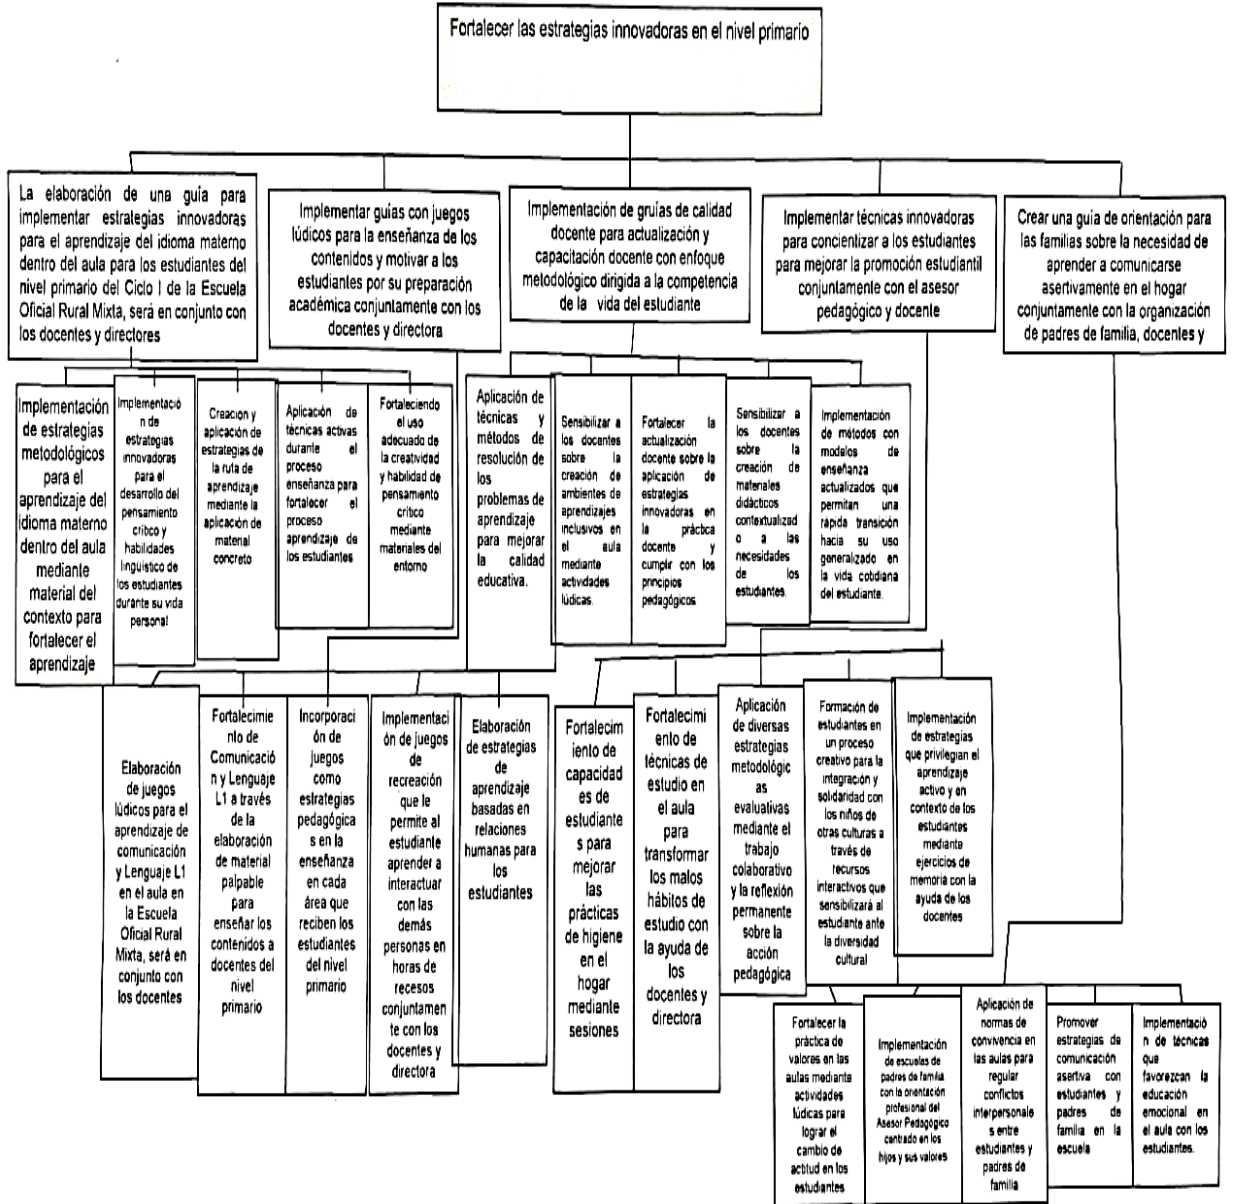 Fortalecer las estrategias innovadoras en el nivel primario
La elaboración de una guía para
implementar estrategias innovadoras
para el aprendizaje del idioma materno
dentro del aula para los estudiantes del
nivel primario del Ciclo I de la Escuela
Oficial Rural Mixta, será en conjunto con
los docentes y directores
Implementar guías con juegos
lúdicos para la enseñanza de los
contenidos y motivar a los
estudiantes por su preparación
académica conjuntamente con los
docentes y directora
Implementación de gruías de calidad
docente para actualización y
capacitación docente con enfoque
metodológico dirigida a la competencia
de la vida del estudiante
Implementar técnicas innovadoras
para concientizar a los estudiantes
para mejorar la promoción estudiantil
conjuntamente con el asesor
pedagógico y docente
Crear una guía de orientación para
las familias sobre la necesidad de
aprender a comunicarse
asertivamente en el hogar
conjuntamente con la organización
de padres de familia, docentes y
Implementación
de estrategias
metodológicos
para el
aprendizaje del
idioma materno
dentro del aula
mediante
material del
contexto para
fortalecer el
aprendizaje
Implementació
n de
estrategias
innovadoras
para el
desarrollo del
pensamiento
crítico y
habilidades
lingüístico de
los estudiantes
durante su vida
personal
Creacion y
aplicación de
estrategias de
la ruta de
aprendizaje
mediante la
aplicación de
material
concreto
Aplicación de
técnicas activas
durante el
proceso
enseñanza para
fortalecer el
proceso
aprendizaje de
los estudiantes
Fortaleciendo
el uso
adecuado de
la creatividad
y habilidad de
pensamiento
crítico
mediante
materiales del
entorno
Aplicación de
técnicas y
métodos de
resolución de
los
problemas de
aprendizaje
para mejorar
la calidad
educativa.
Sensibilizar a
los docentes
sobre la
creación de
ambientes de
aprendizajes
inclusivos en
el aula
mediante
actividades
lúdicas.
Fortalecer la
actualización
docente sobre la
aplicación de
estrategias
innovadoras en
la práctica
docente y
cumplir con los
principios
pedagógicos
Sensibilizar a
los docentes
sobre la
creación de
materiales
didácticos
contextualizad
o a las
necesidades
de los
estudiantes.
Implementación
de métodos con
modelos de
enseñanza
actualizados que
permitan una
rápida transición
hacia su uso
generalizado en
la vida cotidiana
del estudiante.
Elaboración
de juegos
lúdicos para el
aprendizaje de
comunicación
y Lenguaje L1
en el aula en
la Escuela
Oficial Rural
Mixta, será en
conjunto con
los docentes
Fortalecimie
nto de
Comunicació
n y Lenguaje
L1 a través
de la
elaboración
de material
palpable
para
enseñar los
contenidos a
docentes del
nivel
primario
Incorporaci
ón de
juegos
como
estrategias
pedagógica
s en la
enseñanza
en cada
área que
reciben los
estudiantes
del nivel
primario
Implementaci
ón de juegos
de
recreación
que le
permite al
estudiante
aprender a
interactuar
con las
demás
personas en
horas de
recesos
conjuntamen
te con los
docentes y
directora
Elaboración
de estrategias
de
aprendizaje
basadas en
relaciones
humanas para
los
estudiantes
Fortalecim
iento de
capacidad
es de
estudiante
s para
mejorar
las
prácticas
de higiene
en el
hogar
mediante
sesiones
Fortalecimi
ento de
técnicas de
estudio en
el aula
para
transformar
los malos
hábitos de
estudio con
la ayuda de
los
docentes y
directora
Aplicación
de diversas
estrategias
metodológic
as
evaluativas
mediante el
trabajo
colaborativo
y la reflexión
permanente
sobre la
acción
pedagógica
Formación de
estudiantes en
un proceso
creativo para la
integración y
solidaridad con
los niños de
otras culturas a
través de
recursos
interactivos que
sensibilizará al
estudiante ante
la diversidad
cultural
Implementación
de estrategias
que privilegian el
aprendizaje
activo y en
contexto de los
estudiantes
mediante
ejercicios de
memoria con la
ayuda de los
docentes
Fortalecer la
práctica de
valores en las
aulas mediante
actividades
lúdicas para
lograr el
cambio de
actitud en los
estudiantes
Implementación
de escuelas de
padres de familia
con la orientación
profesional del
Asesor Pedagógico
centrado en los
hijos y sus valores
Aplicación de
normas de
convivencia en
las aulas para
regular
conflictos
interpersonale
s entre
estudiantes y
padres de
familia
Promover
estrategias de
comunicación
asertiva con
estudiantes y
padres de
familia en la
escuela
Implementació
n de técnicas
que
favorezcan la
educación
emocional en
el aula con los
estudiantes.